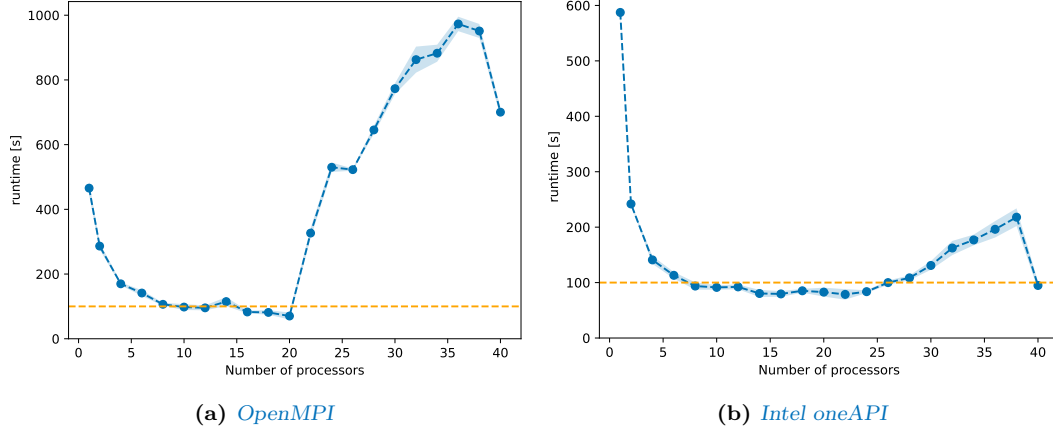 1000
800
600
400
200
0
runtime [s]
0 5 10 15 20 25 30 35 40
Number of processors
(a) OpenMPI
600
500
400
300
200
100
0
runtime [s]
0 5 10 15 20 25 30 35 40
Number of processors
(b) Intel oneAPI